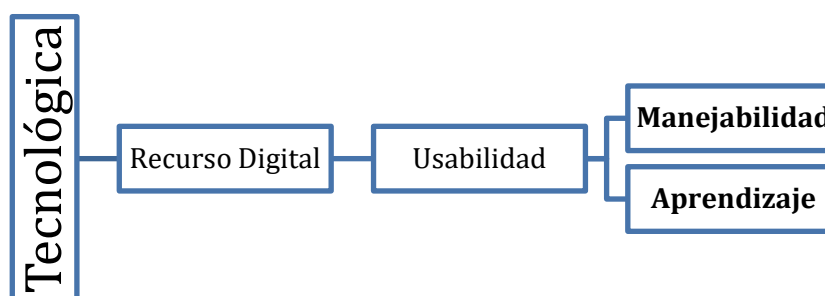 Tecnológica
Recurso Digital
Usabilidad
Manejabilidad
Aprendizaje